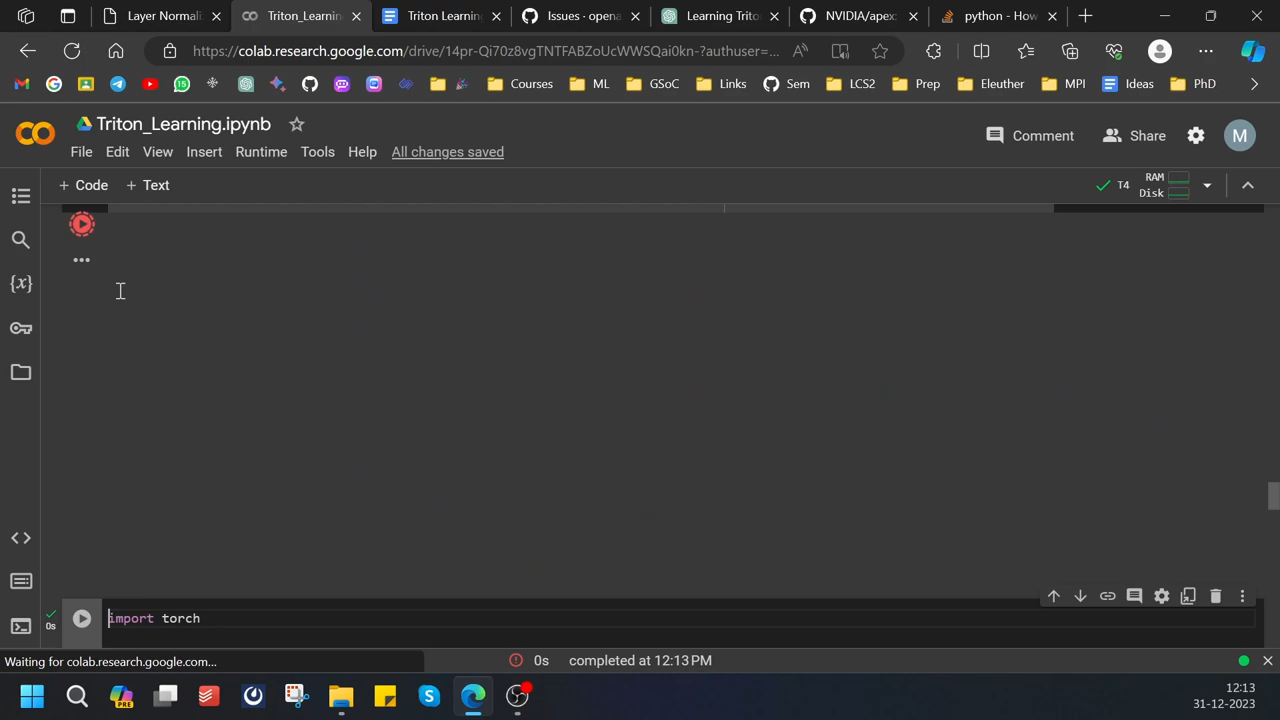 Layer Normaliz
Triton_Learnin
Triton Learning
Issues · opena
Learning Trito
NVIDIA/apex:
python - How
https://colab.research.google.com/drive/14pr-Qi70z8vgTNTFABZoUcWWSQai0kn-?authuser=...
Courses
ML
GSoC
Links
Sem
LCS2
Prep
Eleuther
MPI
Ideas
PhD
Triton_Learning.ipynb
Comment
Share
M
File
Edit
View
Insert
Runtime
Tools
Help
All changes saved
+ Code
+ Text
T4
RAM
Disk
{x}
0s
import torch
Waiting for colab.research.google.com...
0s
completed at 12:13 PM
PRE
12:13
31-12-2023